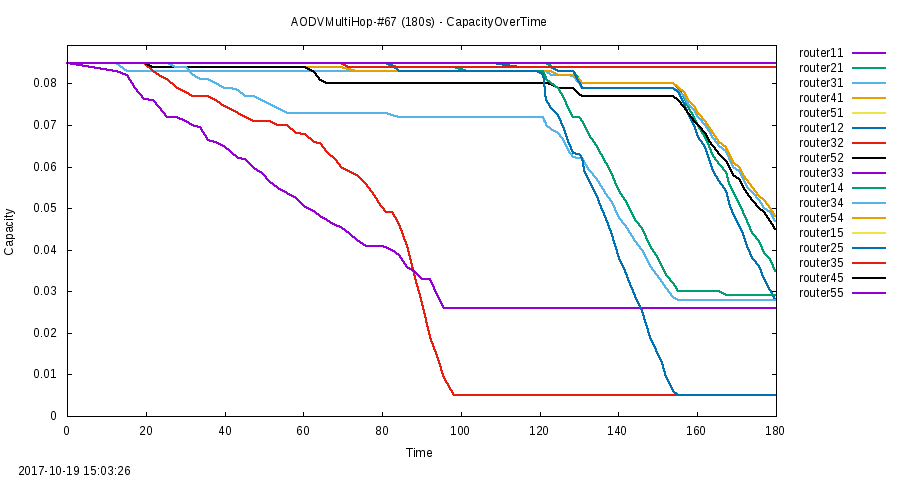 AODVMultiHop-#67 (180s) - CapacityOverTime
router11
router21
router31
router41
router51
router12
router32
router52
router33
router14
router34
router54
router15
router25
router35
router45
router55
0.08
0.07
0.06
0.05
0.04
0.03
0.02
0.01
0
Capacity
0 20 40 60 80 100 120 140 160 180
Time
2017-10-19 15:03:26